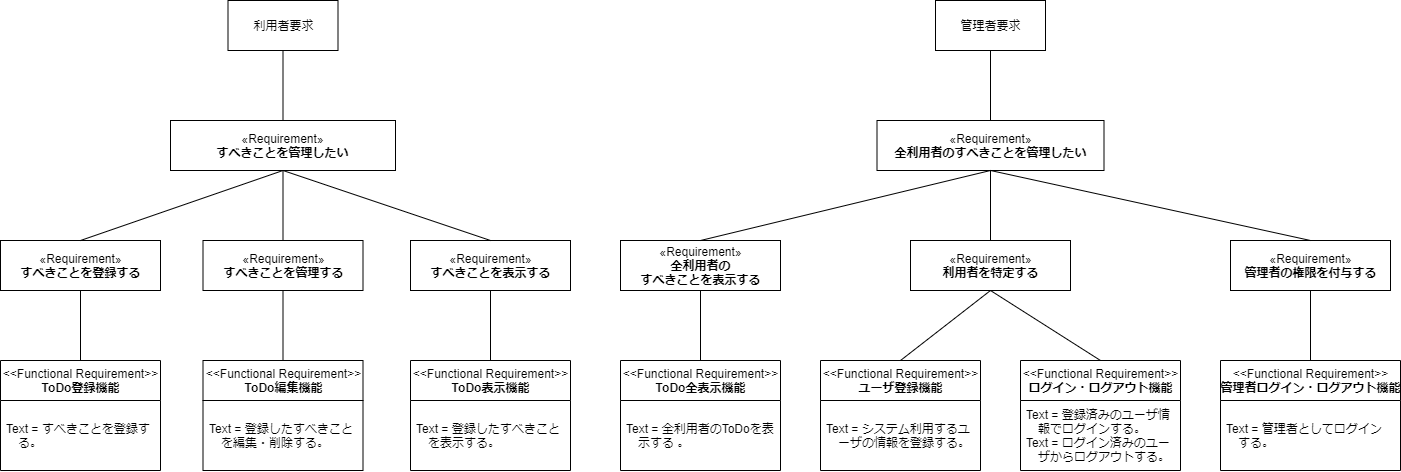 利用者要求
管理者要求
«Requirement»
すべきことを管理したい
«Requirement»
全利用者のすべきことを管理したい
«Requirement»
すべきことを登録する
«Requirement»
すべきことを管理する
«Requirement»
すべきことを表示する
«Requirement»
全利用者の
すべきことを表示する
«Requirement»
利用者を特定する
«Requirement»
管理者の権限を付与する
<<Functional Requirement>>
ToDo登録機能
Text = すべきことを登録す
る。
<<Functional Requirement>>
ToDo編集機能
Text = 登録したすべきこと
を編集・削除する。
<<Functional Requirement>>
ToDo表示機能
Text = 登録したすべきこと
を表示する。
<<Functional Requirement>>
ToDo全表示機能
Text = 全利用者のToDoを表
示する 。
<<Functional Requirement>>
ユーザ登録機能
Text = システム利用するユ
ーザの情報を登録する。
<<Functional Requirement>>
ログイン・ログアウト機能
Text = 登録済みのユーザ情
報でログインする。
Text = ログイン済みのユー
ザからログアウトする。
<<Functional Requirement>>
管理者ログイン・ログアウト機能
Text = 管理者としてログイン
する。